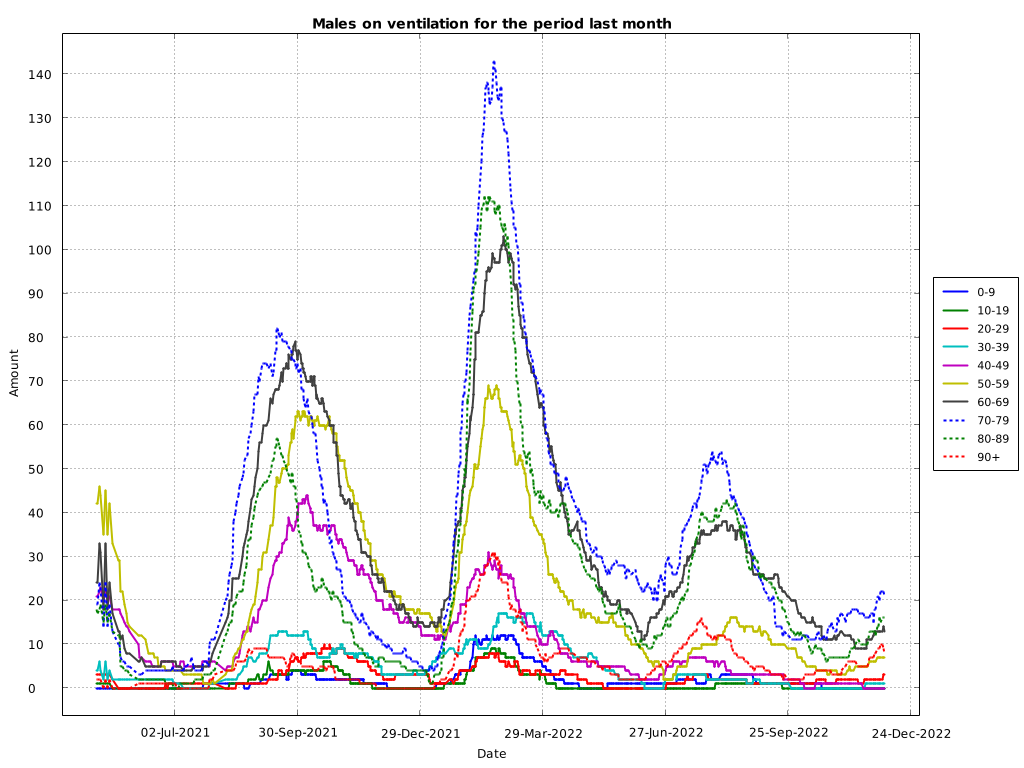 Males on ventilation for the period last month
Amount
140
130
120
110
100
90
80
70
60
50
40
30
20
10
0
02-Jul-2021
30-Sep-2021
29-Dec-2021
29-Mar-2022
27-Jun-2022
25-Sep-2022
24-Dec-2022
Date
0-9
10-19
20-29
30-39
40-49
50-59
60-69
70-79
80-89
90+